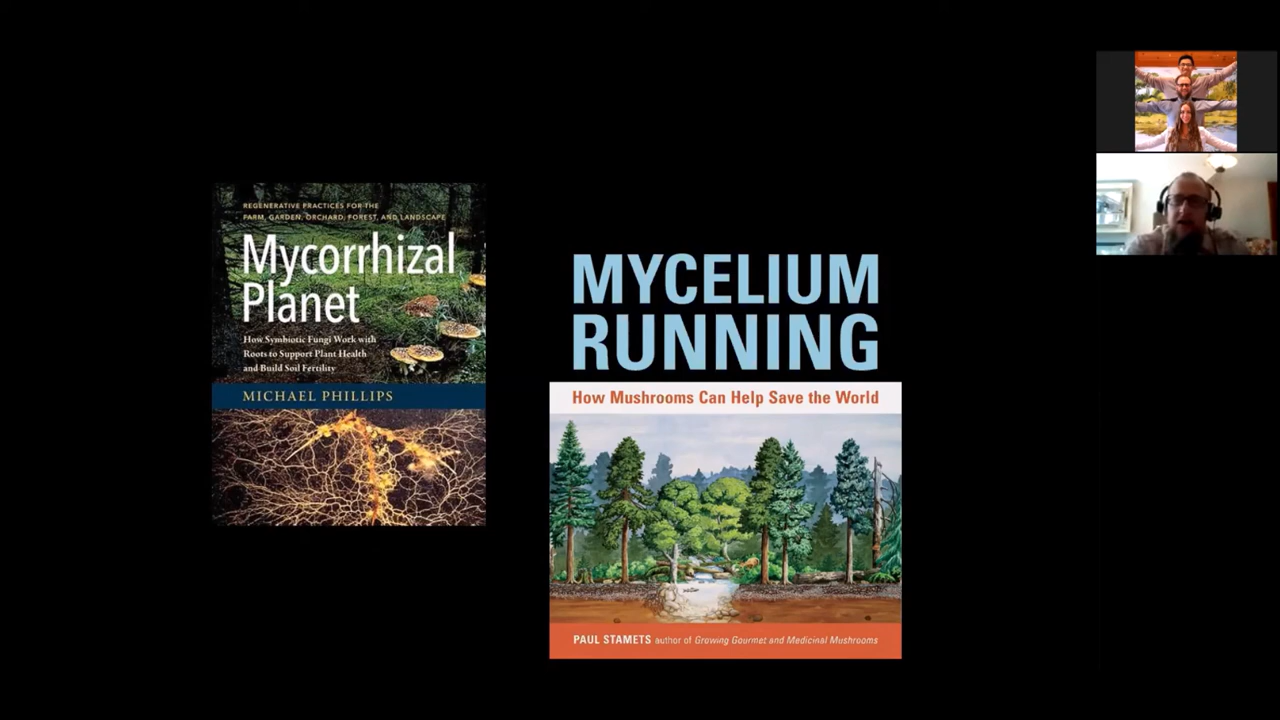 REGENERATIVE PRACTICES FOR THE
FARM, GARDEN, ORCHARD, FOREST, AND LANDSCAPE
Mycorrhizal
Planet
How Symbiotic Fungi Work with
Roots to Support Plant Health
and Build Soil Fertility
MICHAEL PHILLIPS
MYCELIUM
RUNNING
How Mushrooms Can Help Save the World
PAUL STAMETS author of Growing Gourmet and Medicinal Mushrooms